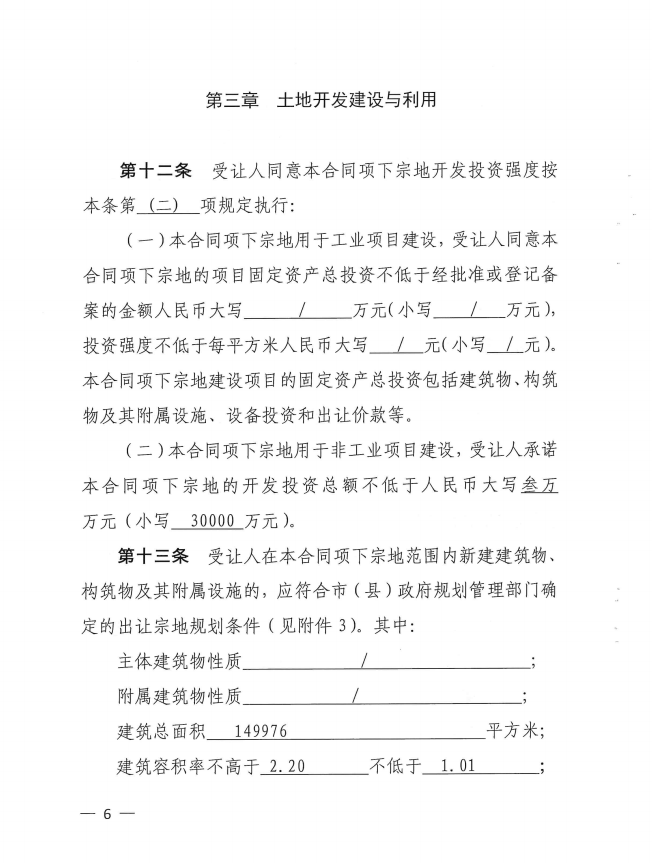 第三章　土地开发建设与利用
第十二条　受让人同意本合同项下宗地开发投资强度按
本条第 (二) 项规定执行：
（一）本合同项下宗地用于工业项目建设，受让人同意本
合同项下宗地的项目固定资产总投资不低于经批准或登记备
案的金额人民币大写 / 万元(小写 / 万元)，
投资强度不低于每平方米人民币大写 / 元(小写 / 元)。
本合同项下宗地建设项目的固定资产总投资包括建筑物、构筑
物及其附属设施、设备投资和出让价款等。
（二）本合同项下宗地用于非工业项目建设，受让人承诺
本合同项下宗地的开发投资总额不低于人民币大写叁万
万元（小写 30000 万元）。
第十三条　受让人在本合同项下宗地范围内新建建筑物、
构筑物及其附属设施的，应符合市（县）政府规划管理部门确
定的出让宗地规划条件（见附件 3）。其中：
主体建筑物性质 / ；
附属建筑物性质 / ；
建筑总面积 149976 平方米；
建筑容积率不高于 2.20 不低于 1.01 ；
— 6 —